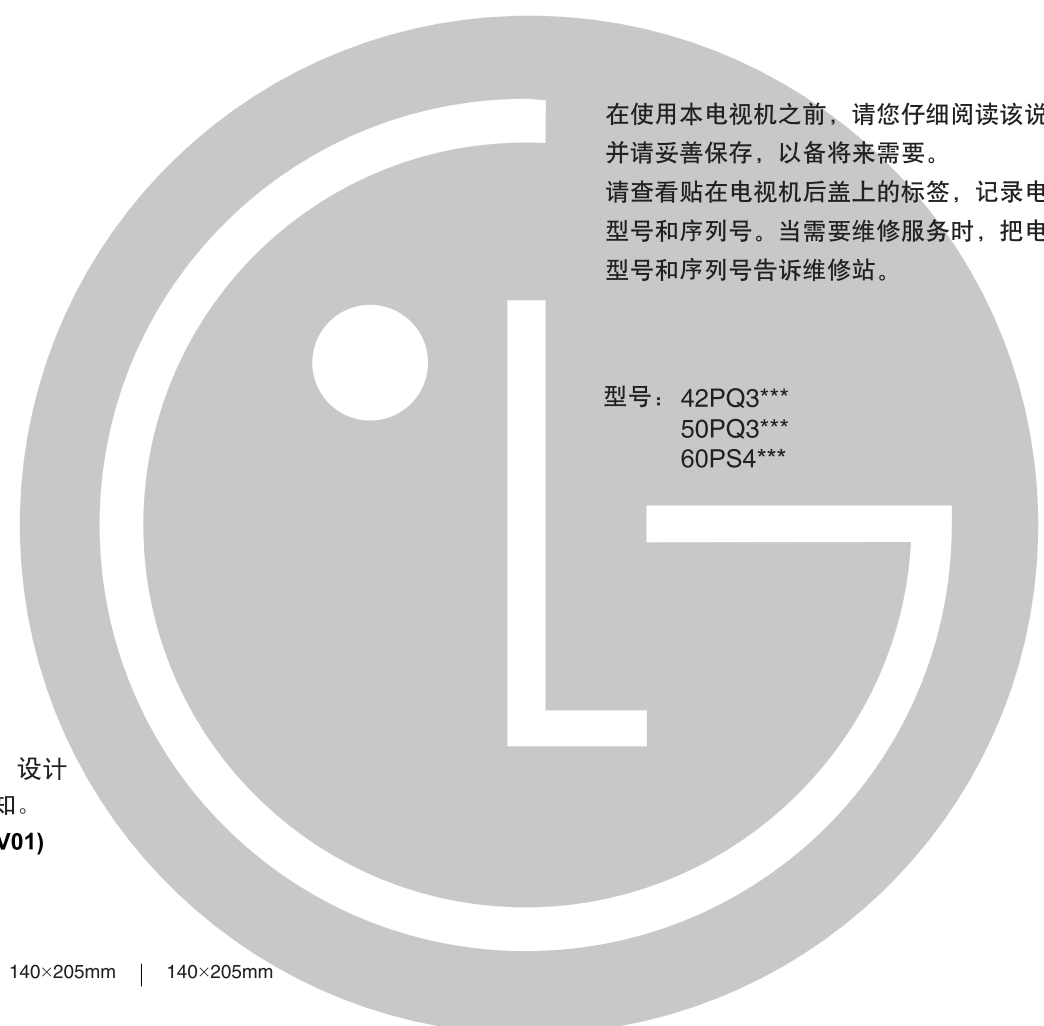 在使用本电视机之前，请您仔细阅读该说
并请妥善保存，以备将来需要。
请查看贴在电视机后盖上的标签，记录电
型号和序列号。当需要维修服务时，把电
型号和序列号告诉维修站。
型号：42PQ3***
50PQ3***
60PS4***
设计
知。
V01)
140×205mm | 140×205mm